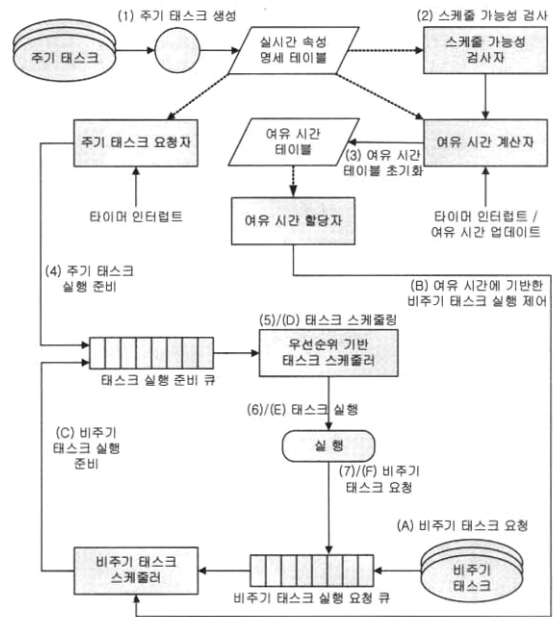 (1) 주기 태스크 생성
(2) 스케줄 가능성 검사
주기 태스크
실시간 속성
명세 테이블
스케줄 가능성
검사자
주기 태스크 요청자
여유 시간
테이블
여유 시간 계산자
(3) 여유 시간
테이블 초기화
타이머 인터럽트
여유 시간 할당자
타이머 인터럽트 /
여유 시간 업데이트
(4) 주기 태스크
실행 준비
(B) 여유 시간에 기반한
비주기 태스크 실행 제어
(5)/(D) 태스크 스케줄링
우선순위 기반
태스크 스케줄러
태스크 실행 준비 큐
(6)/(E) 태스크 실행
(C) 비주기
태스크 실행
준비
실 행
(7)/(F) 비주기
태스크 요청
(A) 비주기 태스크 요청
비주기 태스크
스케줄러
비주기
태스크
비주기 태스크 실행 요청 큐